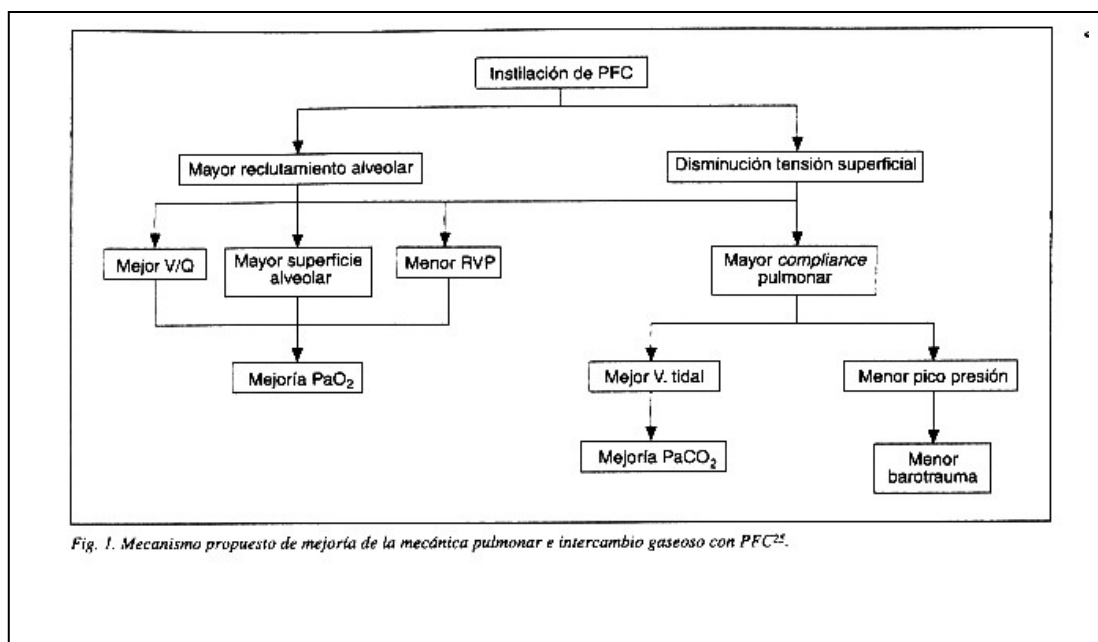 Instilación de PFC
Mayor reclutamiento alveolar
Disminución tensión superficial
Mejor V/Q
Mayor superficie
alveolar
Menor RVP
Mayor compliance
pulmonar
Mejoría PaO2
Mejor V. tidal
Menor pico presión
Mejoría PaCO2
Menor
barotrauma
Fig. 1. Mecanismo propuesto de mejoría de la mecánica pulmonar e intercambio gaseoso con PFC25.